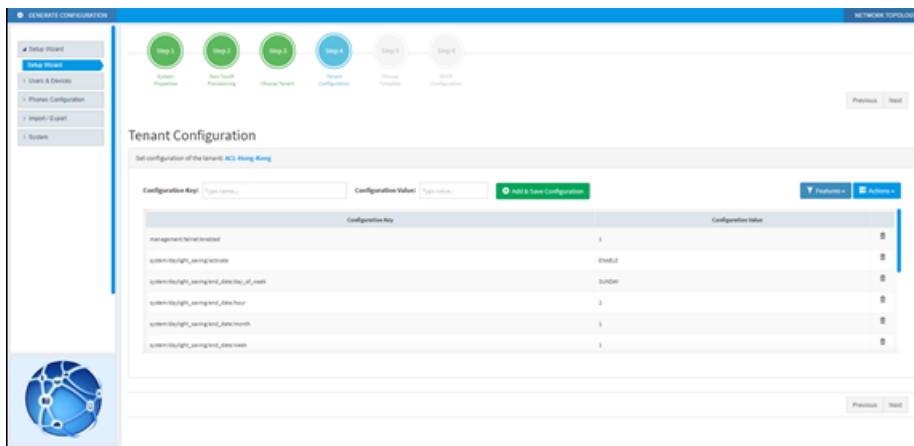 GENERATE CONFIGURATION
NETWORK TOPOLOGY
Setup Wizard
Setup Wizard
Users & Devices
Phones Configuration
Import / Export
System
Step 1
Step 2
Step 3
Step 4
Step 5
Step 6
System Properties
Zero Touch Provisioning
Choose Tenant
Tenant Configuration
Choose Template
DHCP Configuration
Previous
Next
Tenant Configuration
Set configuration of the tenant: ACL-Hong-Kong
Configuration Key:
Type name...
Configuration Value:
Type value...
Add & Save Configuration
Features
Actions
Configuration Key
Configuration Value
management/telnet/enabled
1
system/daylight_saving/activate
ENABLE
system/daylight_saving/end_date/day_of_week
SUNDAY
system/daylight_saving/end_date/hour
2
system/daylight_saving/end_date/month
1
system/daylight_saving/end_date/week
1
Previous
Next